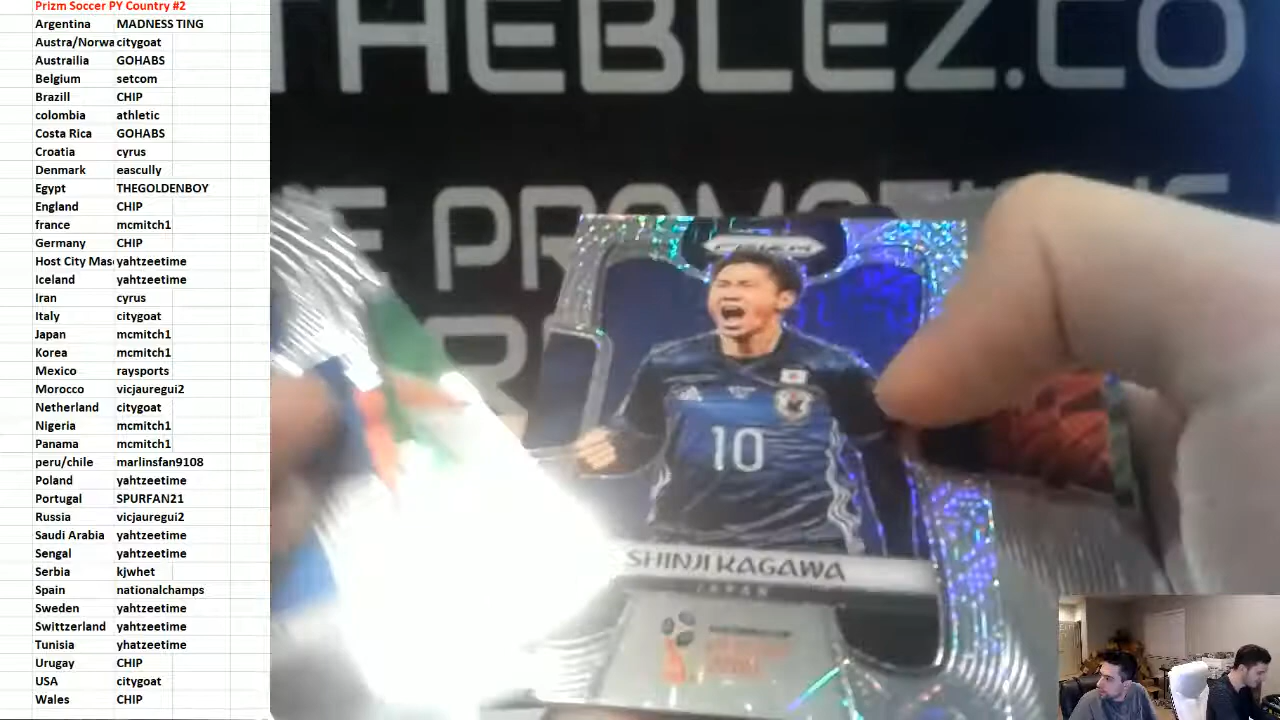 Prizm Soccer PY Country #2
Argentina MADNESS TING
Austra/Norwa citygoat
Austrailia GOHABS
Belgium setcom
Brazill CHIP
colombia athletic
Costa Rica GOHABS
Croatia cyrus
Denmark eascully
Egypt THEGOLDENBOY
England CHIP
france mcmitch1
Germany CHIP
Host City Mas yahtzeetime
Iceland yahtzeetime
Iran cyrus
Italy citygoat
Japan mcmitch1
Korea mcmitch1
Mexico raysports
Morocco vicjauregui2
Netherland citygoat
Nigeria mcmitch1
Panama mcmitch1
peru/chile marlinsfan9108
Poland yahtzeetime
Portugal SPURFAN21
Russia vicjauregui2
Saudi Arabia yahtzeetime
Sengal yahtzeetime
Serbia kjwhet
Spain nationalchamps
Sweden yahtzeetime
Swittzerland yahtzeetime
Tunisia yhatzeetime
Urugay CHIP
USA citygoat
Wales CHIP
THEBLEZ.CO
PRIZM
10
SHINJI KAGAWA
JAPAN